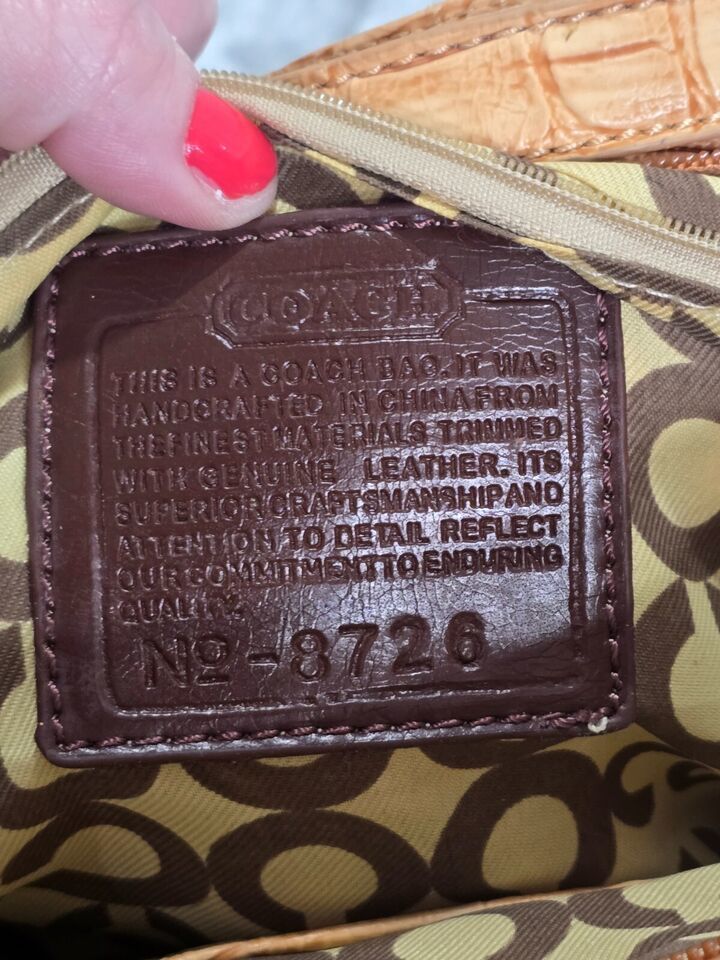 COACH
THIS IS A COACH BAG. IT WAS
HANDCRAFTED IN CHINA FROM
THE FINEST MATERIALS TRIMMED
WITH GENUINE LEATHER. ITS
SUPERIOR CRAFTSMANSHIP AND
ATTENTION TO DETAIL REFLECT
OUR COMMITMENT TO ENDURING
QUALITY.
Nº -8726